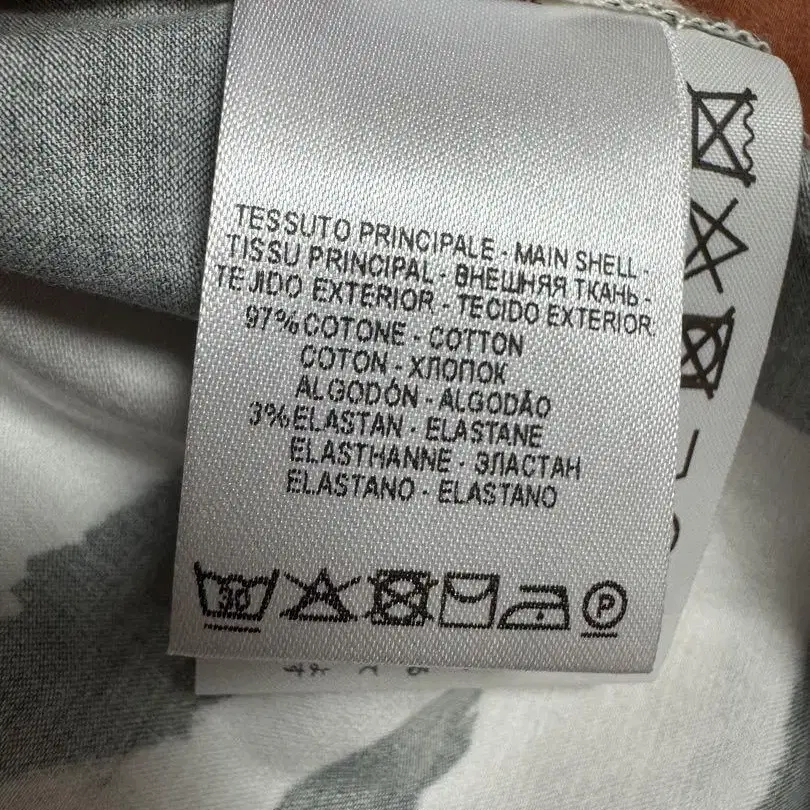 TESSUTO PRINCIPALE - MAIN SHELL -
TISSU PRINCIPAL - ВНЕШНЯЯ ТКАНЬ -
TEJIDO EXTERIOR - TECIDO EXTERIOR
97% COTONE - COTTON
COTON - ХЛОПОК
ALGODÓN - ALGODÃO
3% ELASTAN - ELASTANE
ELASTHANNE - ЭЛАСТАН
ELASTANO - ELASTANO
30 P